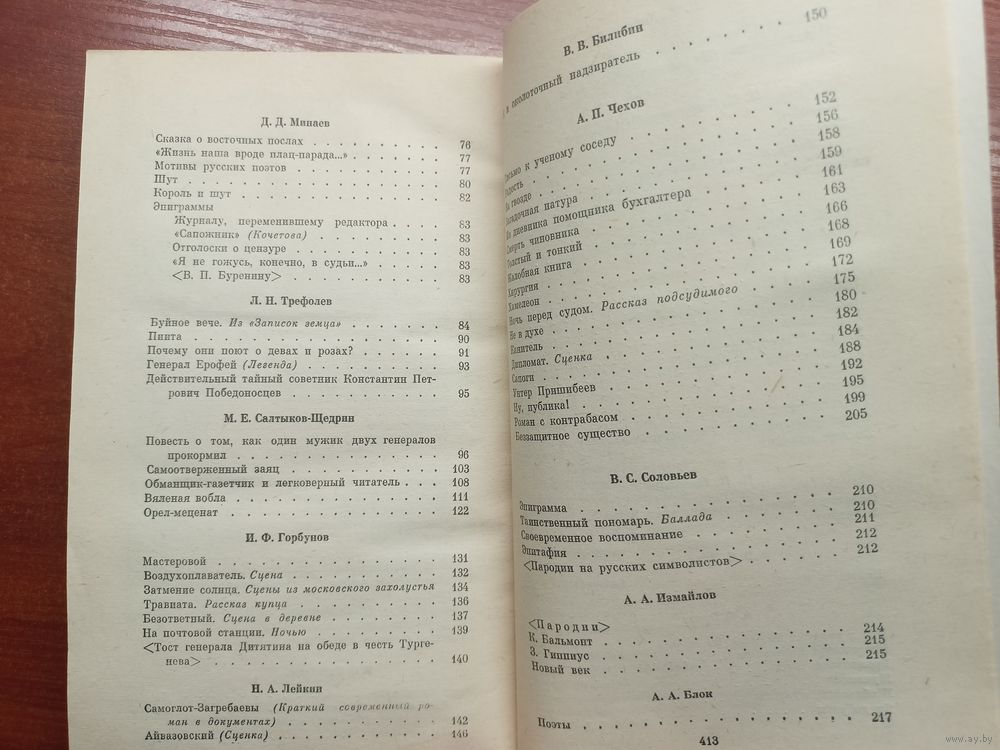 Д. Д. Минаев
Сказка о восточных послах . . . . . . . 76
«Жизнь наша вроде плац-парада...» . . . . . . . 77
Мотивы русских поэтов . . . . . . . 77
Шут . . . . . . . 80
Король и шут . . . . . . . 82
Эпиграммы
Журналу, переменившему редактора . . . . . 83
«Сапожник» (Кочетова) . . . . . . . 83
Отголоски о цензуре . . . . . . . 83
«Я не гожусь, конечно, в судьи...» . . . . . 83
<В. П. Буренину> . . . . . . . 83
Л. Н. Трефолев
Буйное вече. Из «Записок земца» . . . . . . . 84
Пиита . . . . . . . 90
Почему они поют о девах и розах? . . . . . . . 91
Генерал Ерофей (Легенда) . . . . . . . 93
Действительный тайный советник Константин Пет-
рович Победоносцев . . . . . . . 95
М. Е. Салтыков-Щедрин
Повесть о том, как один мужик двух генералов
прокормил . . . . . . . 96
Самоотверженный заяц . . . . . . . 103
Обманщик-газетчик и легковерный читатель . . . 108
Вяленая вобла . . . . . . . 111
Орел-меценат . . . . . . . 122
И. Ф. Горбунов
Мастеровой . . . . . . . 131
Воздухоплаватель. Сцена . . . . . . . 132
Затмение солнца. Сцены из московского захолустья 134
Травиата. Рассказ купца . . . . . . . 136
Безответный. Сцена в деревне . . . . . . . 137
На почтовой станции. Ночью . . . . . . . 139
<Тост генерала Дитятина на обеде в честь Турге-
нева> . . . . . . . 140
Н. А. Лейкин
Самоглот-Загребаевы (Краткий современный ро-
ман в документах) . . . . . . . 142
Айвазовский (Сценка) . . . . . . . 146
В. В. Билибин
и околоточный надзиратель . . . . . . . 150
А. П. Чехов
Письмо к ученому соседу . . . . . . . 152
Радость . . . . . . . 156
На гвозде . . . . . . . 158
Загадочная натура . . . . . . . 159
Из дневника помощника бухгалтера . . . . . . . 161
Смерть чиновника . . . . . . . 163
Толстый и тонкий . . . . . . . 166
Жалобная книга . . . . . . . 168
Хирургия . . . . . . . 169
Хамелеон . . . . . . . 172
Ночь перед судом. Рассказ подсудимого . . . . . 175
Не в духе . . . . . . . 180
Канитель . . . . . . . 182
Дипломат. Сценка . . . . . . . 184
Сапоги . . . . . . . 188
Унтер Пришибеев . . . . . . . 192
Ну, публика! . . . . . . . 195
Роман с контрабасом . . . . . . . 199
Беззащитное существо . . . . . . . 205
В. С. Соловьев
Эпиграмма . . . . . . . 210
Таинственный пономарь. Баллада . . . . . . . 210
Своевременное воспоминание . . . . . . . 211
Эпитафия . . . . . . . 212
<Пародии на русских символистов> . . . . . . . 212
А. А. Измайлов
<Пародии>
К. Бальмонт . . . . . . . 214
З. Гиппиус . . . . . . . 215
Новый век . . . . . . . 215
А. А. Блок
Поэты . . . . . . . 217
413
www.ay.by